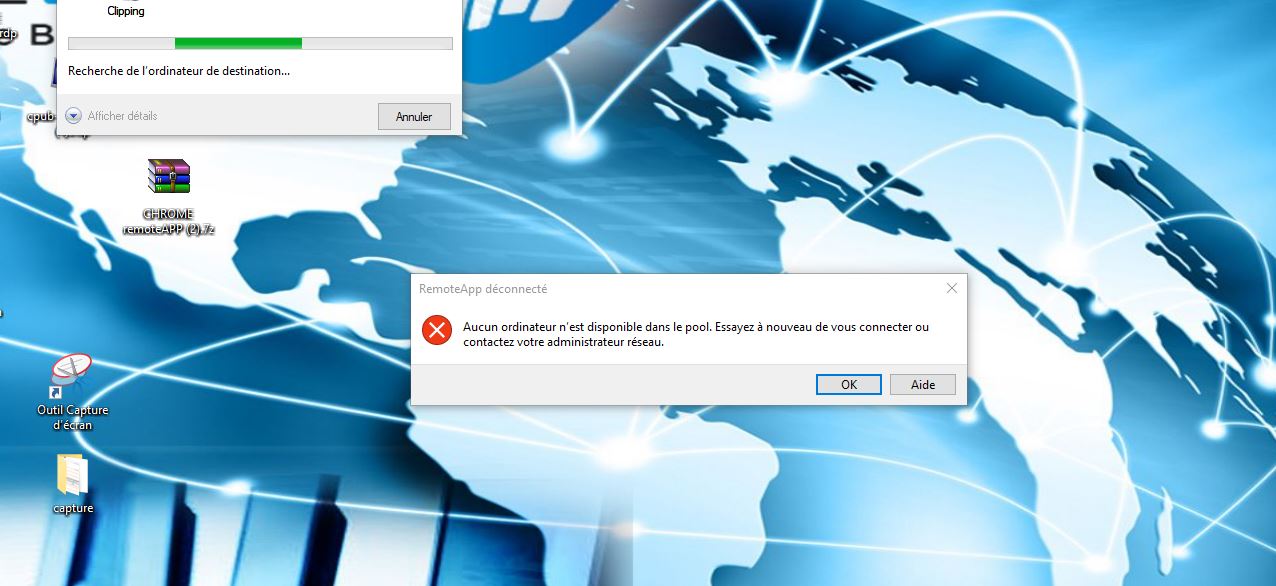 rdp
B
Clipping
Recherche de l'ordinateur de destination...
Afficher détails
Annuler
cpub-
CHROME
remoteAPP (2).7z
RemoteApp déconnecté
Aucun ordinateur n'est disponible dans le pool. Essayez à nouveau de vous connecter ou
contactez votre administrateur réseau.
OK
Aide
Outil Capture
d'écran
capture